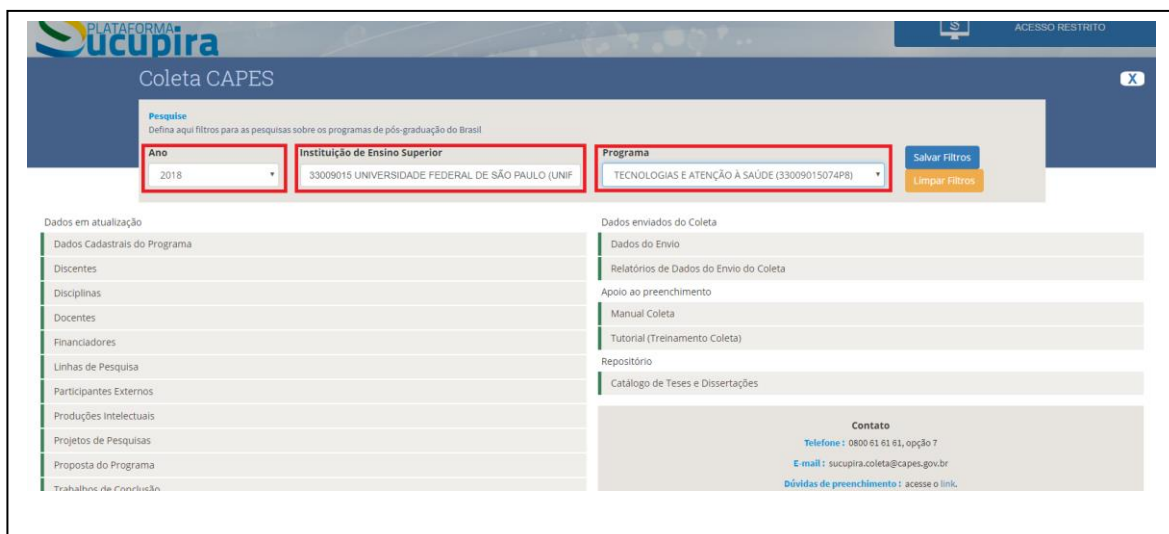 PLATAFORMA
Sucupira
ACESSO RESTRITO
Coleta CAPES
X
Pesquise
Defina aqui filtros para as pesquisas sobre os programas de pós-graduação do Brasil
Ano
2018
Instituição de Ensino Superior
33009015 UNIVERSIDADE FEDERAL DE SÃO PAULO (UNIF
Programa
TECNOLOGIAS E ATENÇÃO À SAÚDE (33009015074P8)
Salvar Filtros
Limpar Filtros
Dados em atualização
Dados Cadastrais do Programa
Discentes
Disciplinas
Docentes
Financiadores
Linhas de Pesquisa
Participantes Externos
Produções Intelectuais
Projetos de Pesquisas
Proposta do Programa
Trabalhos de Conclusão
Dados enviados do Coleta
Dados do Envio
Relatórios de Dados do Envio do Coleta
Apoio ao preenchimento
Manual Coleta
Tutorial (Treinamento Coleta)
Repositório
Catálogo de Teses e Dissertações
Contato
Telefone : 0800 61 61 61, opção 7
E-mail : sucupira.coleta@capes.gov.br
Dúvidas de preenchimento : acesse o link.